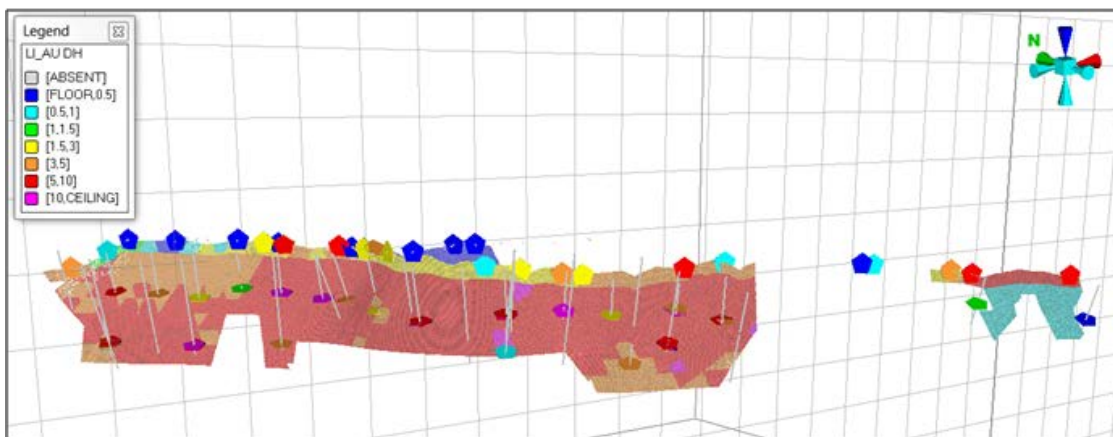 Legend
LI_AU DH
[ABSENT]
[FLOOR,0.5]
[0.5,1]
[1,1.5]
[1.5,3]
[3,5]
[5,10]
[10,CEILING]
N